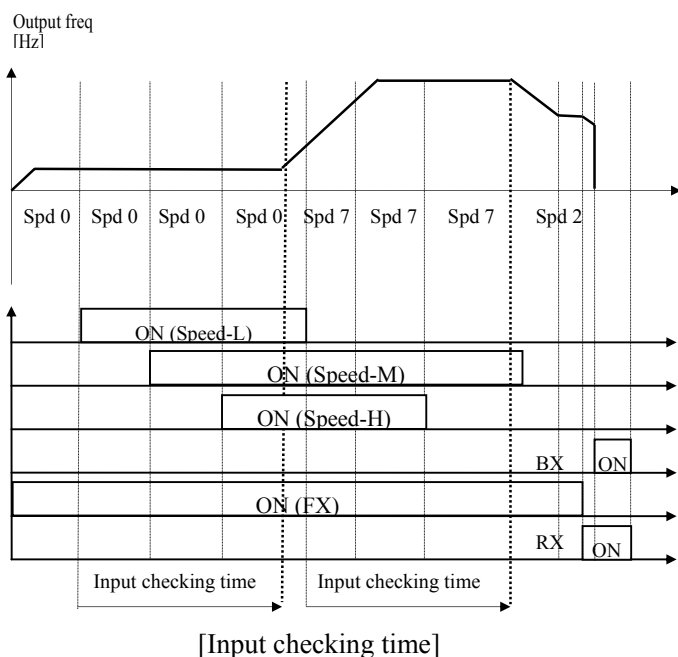 Output freq
[Hz]
Spd 0 Spd 0 Spd 0 Spd 0 Spd 7 Spd 7 Spd 7 Spd 2
ON (Speed-L)
ON (Speed-M)
ON (Speed-H)
BX ON
ON (FX)
RX ON
Input checking time Input checking time
[Input checking time]